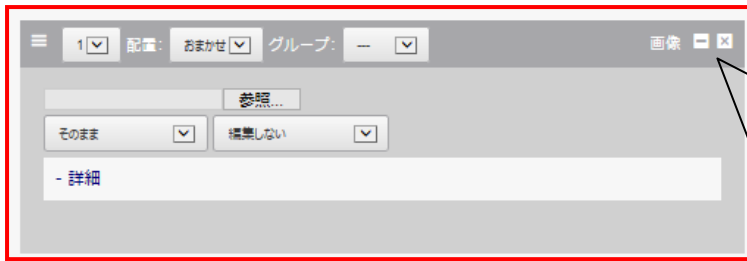 1 配置: おまかせ グループ: --- 画像
参照...
そのまま 編集しない
- 詳細